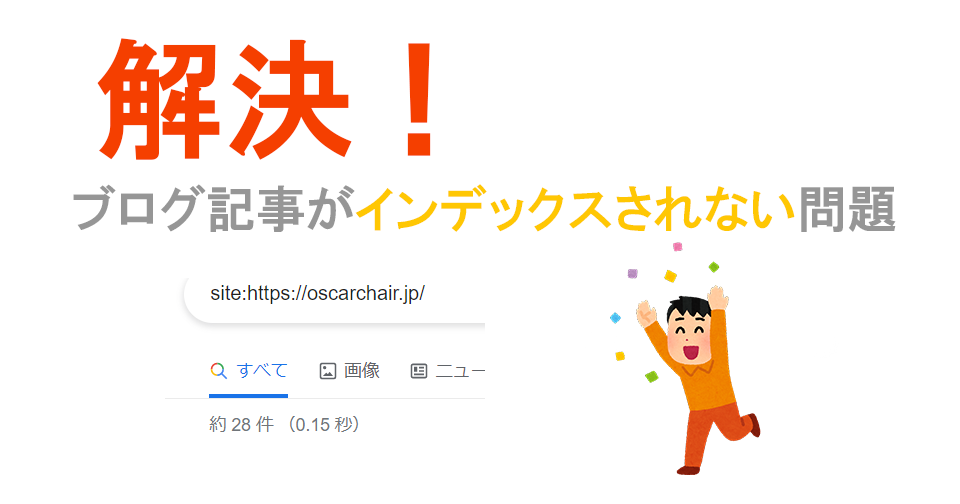 解決！
ブログ記事がインデックスされない問題
site:https://oscarchair.jp/
すべて 画像 ニュー
約 28 件 （0.15 秒）